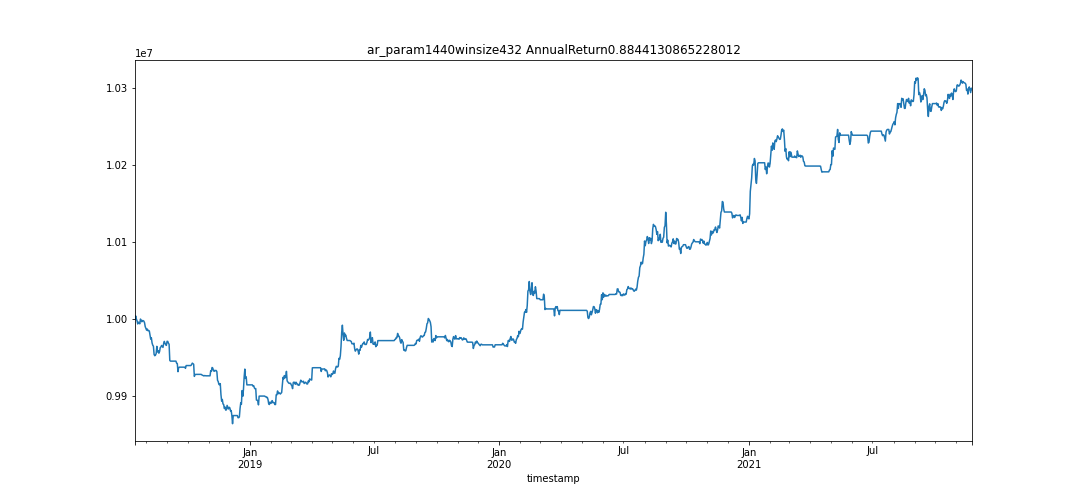 ar_param1440winsize432 AnnualReturn0.8844130865228012
1e7
1.03
1.02
1.01
1.00
0.99
Jan
2019
Jul
Jan
2020
Jul
Jan
2021
Jul
timestamp